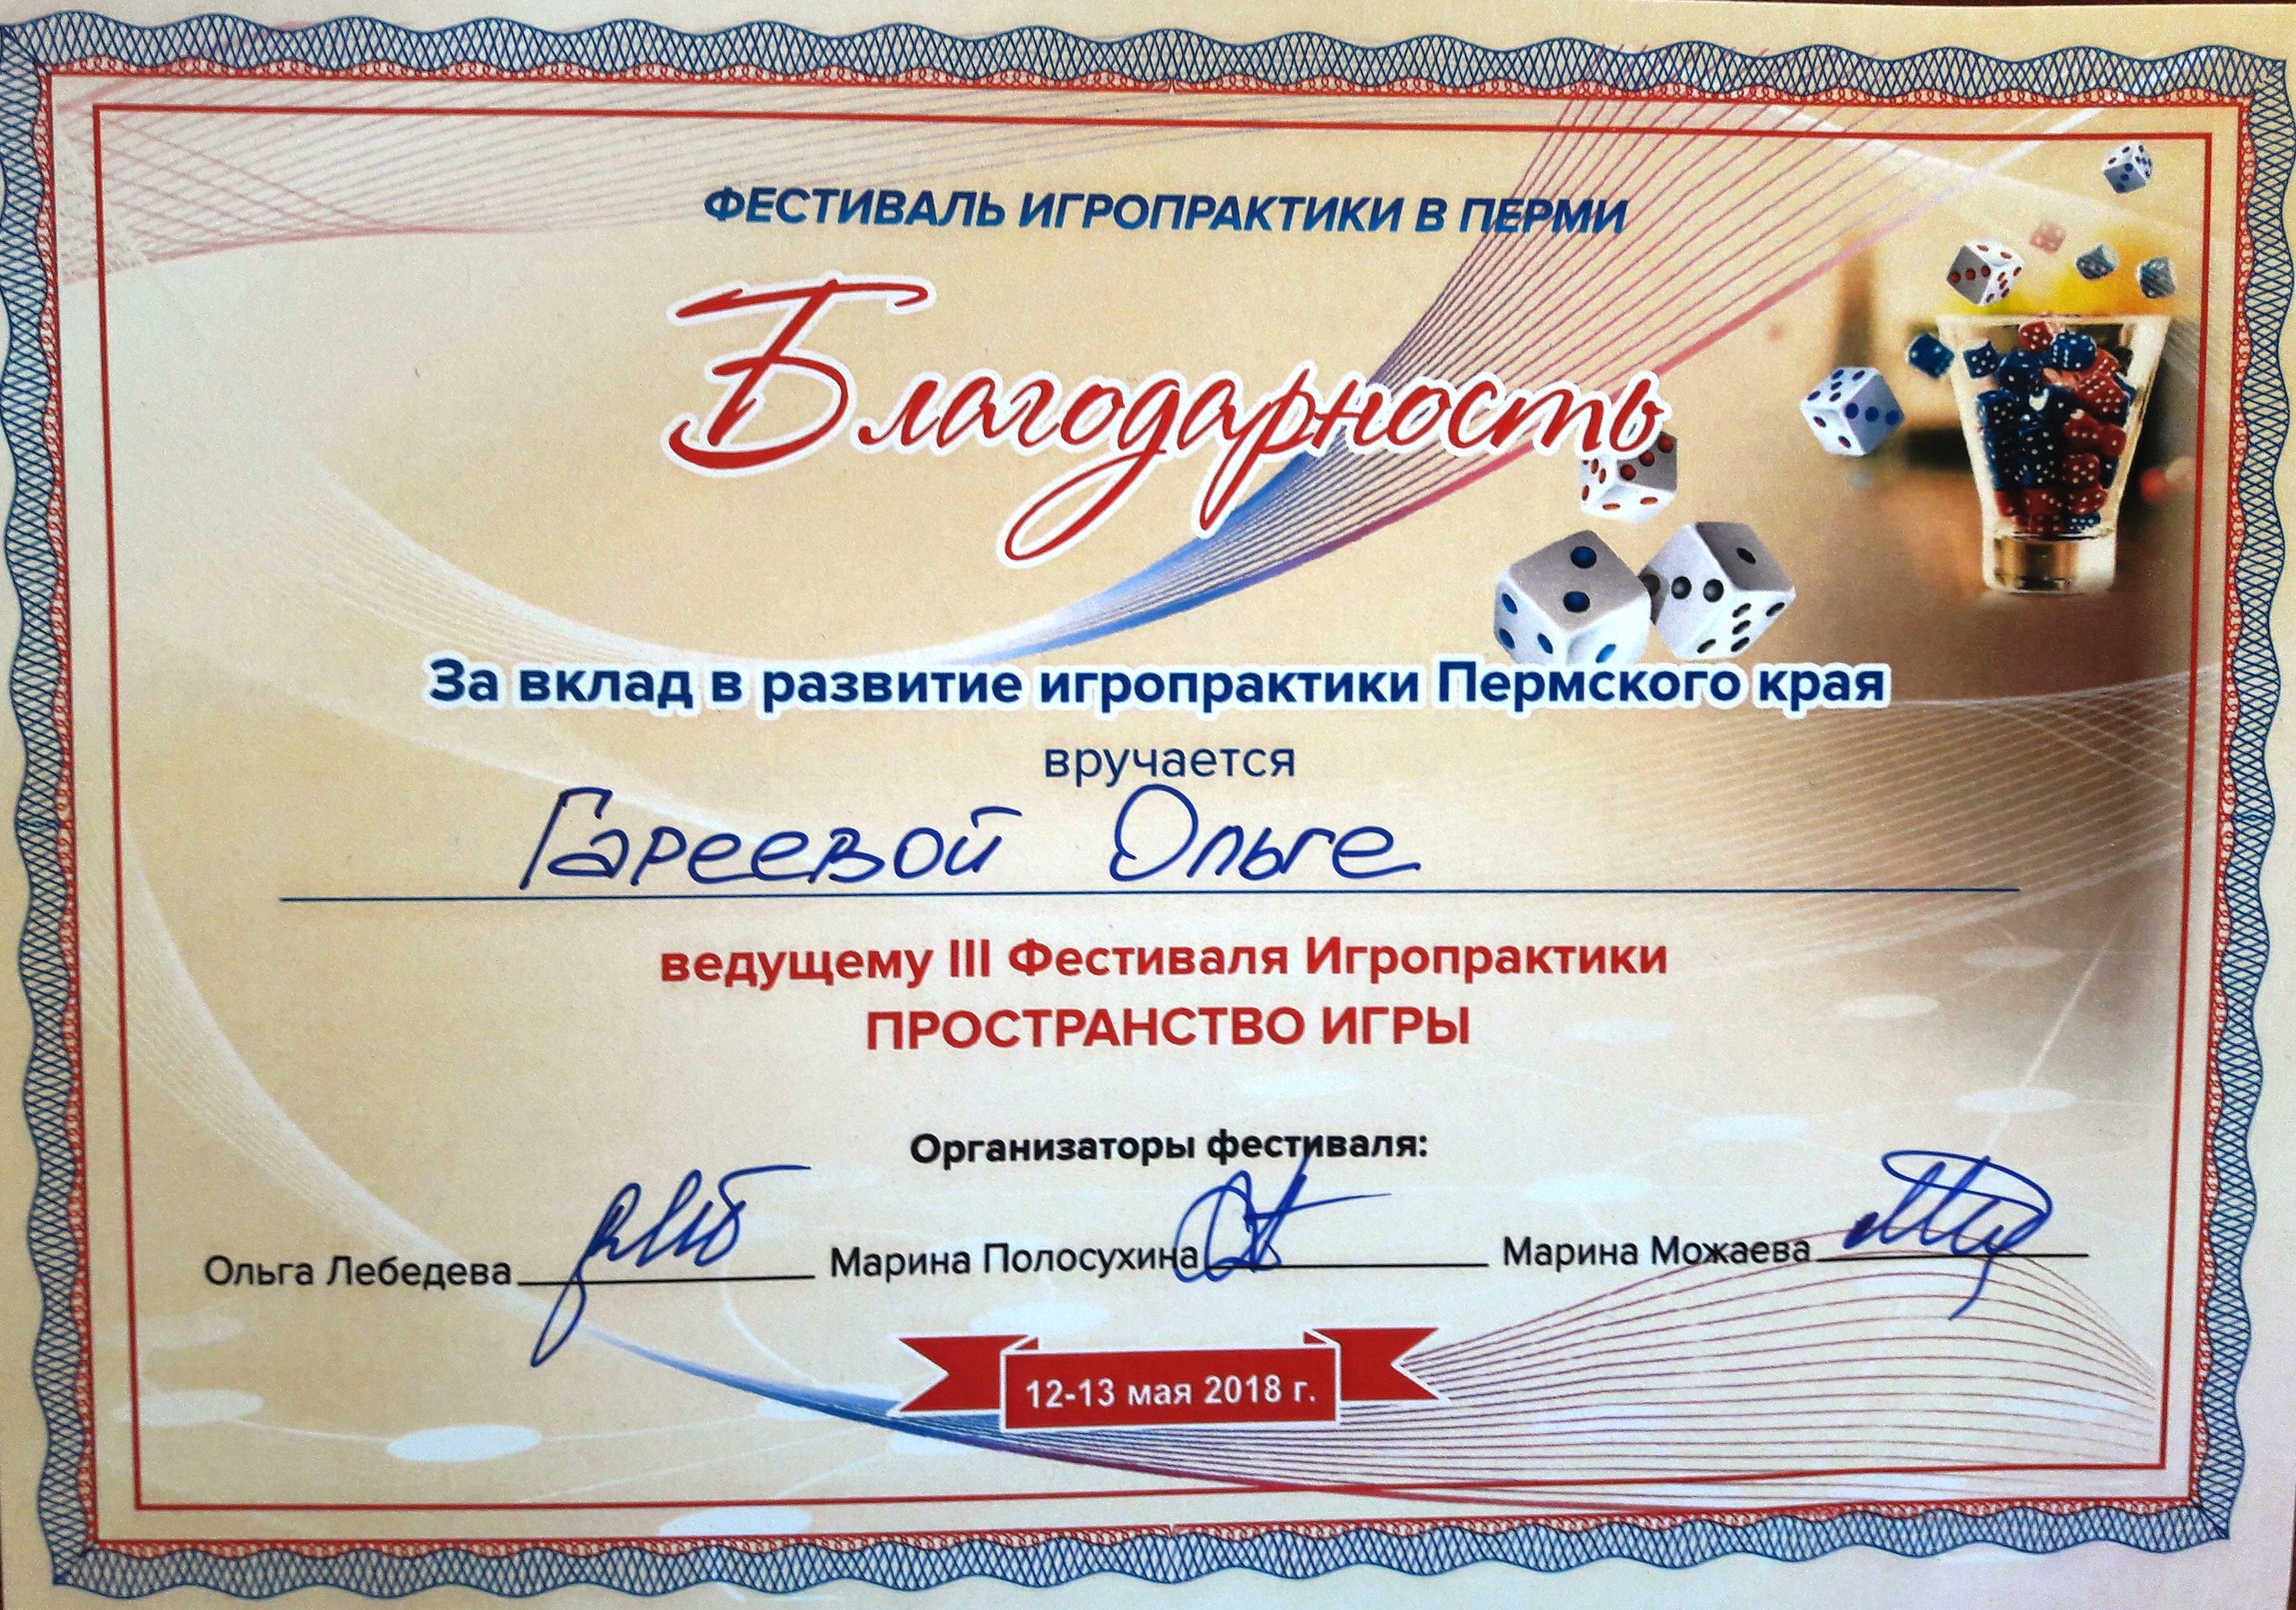 ФЕСТИВАЛЬ ИГРОПРАКТИКИ В ПЕРМИ
Благодарность
За вклад в развитие игропрактики Пермского края
вручается
Гареевой Ольге
ведущему III Фестиваля Игропрактики
ПРОСТРАНСТВО ИГРЫ
Организаторы фестиваля:
Ольга Лебедева Марина Полосухина Марина Можаева
12-13 мая 2018 г.